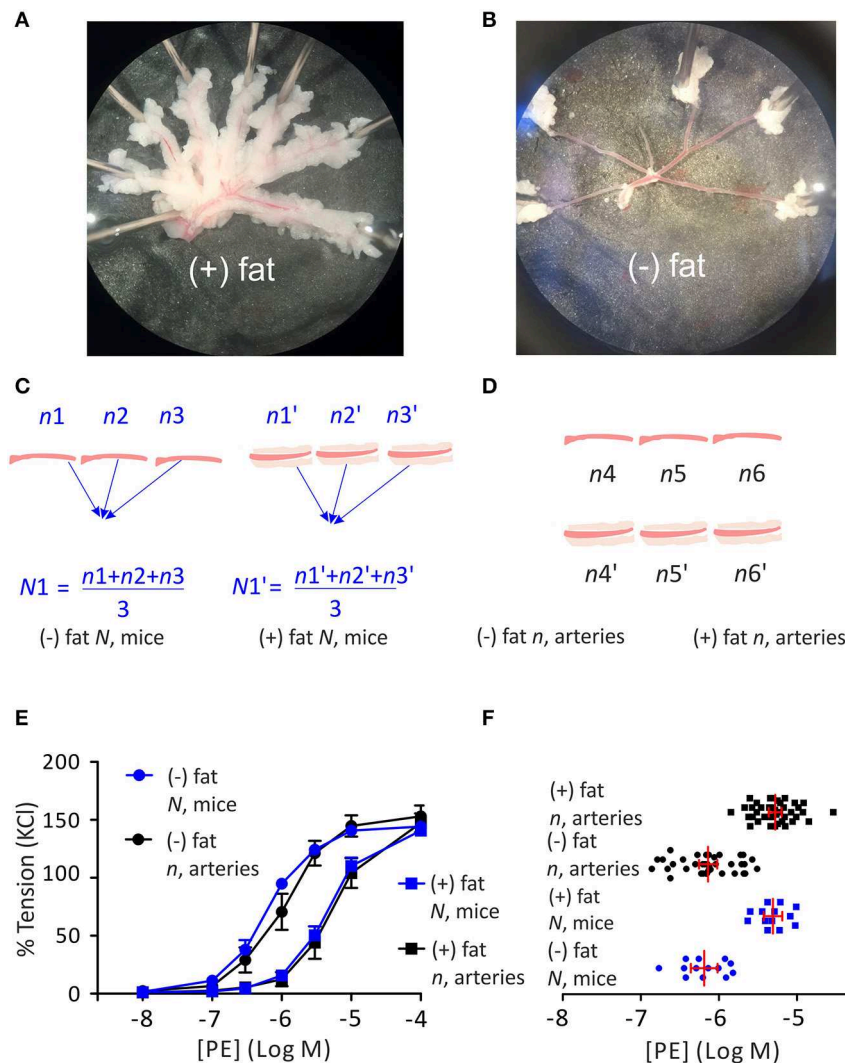 A
B
(+) fat
(-) fat
C
D
n1 n2 n3
n1' n2' n3'
N1 = n1+n2+n3
3
(-) fat N, mice
N1' = n1'+n2'+n3'
3
(+) fat N, mice
n4 n5 n6
n4' n5' n6'
(-) fat n, arteries
(+) fat n, arteries
E
% Tension (KCl)
200
150
100
50
0
(-) fat
N, mice
(-) fat
n, arteries
(+) fat
N, mice
(+) fat
n, arteries
-8 -7 -6 -5 -4
[PE] (Log M)
F
(+) fat
n, arteries
(-) fat
n, arteries
(+) fat
N, mice
(-) fat
N, mice
-8 -7 -6 -5
[PE] (Log M)